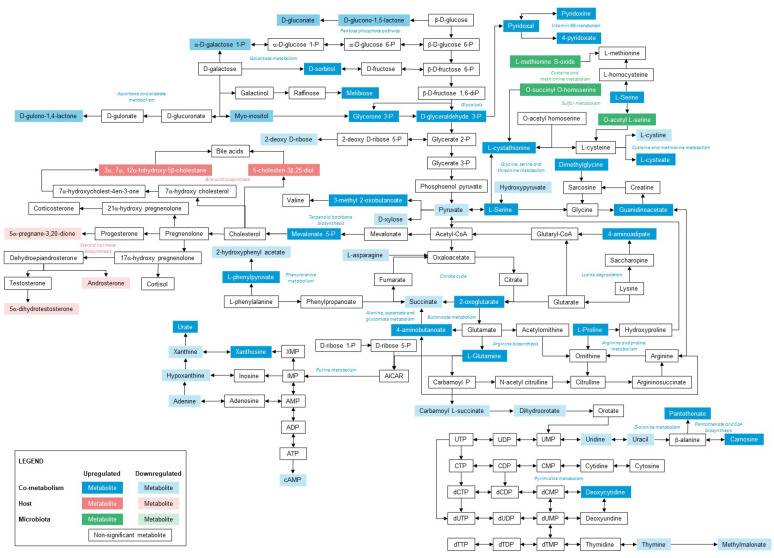 D-gluconate
D-glucono-1,5-lactone
β-D-glucose
Pyridoxine
Pyridoxal
Vitamin B6 metabolism
4-pyridoxate
Pentose phosphate pathway
α-D-galactose 1-P
α-D-glucose 1-P
α-D-glucose 6-P
β-D-glucose 6-P
Galactose metabolism
D-galactose
D-sorbitol
D-fructose
β-D-fructose 6-P
L-methionine
L-methionine S-oxide
Cysteine and
methionine metabolism
L-homocysteine
Ascorbate and aldarate
metabolism
Galactinol
Raffinose
Melibiose
β-D-fructose 1,6-diP
O-succinyl O-homoserine
L-Serine
Sulfur metabolism
Glycolysis
D-gulono-1,4-lactone
D-gulonate
D-glucuronate
Myo-inositol
Glycerone 3-P
D-glyceraldehyde 3-P
O-acetyl homoserine
O-acetyl L-serine
2-deoxy D-ribose
2-deoxy D-ribose 5-P
Glycerate 2-P
L-cystine
L-cystathionine
L-cysteine
Cysteine and methionine metabolism
Bile acids
Glycerate 3-P
Glycine, serine and
threonine metabolism
Dimethylglycine
L-cysteate
3α, 7α, 12α-trihydroxy-5β-cholestane
5-cholesten-3β,25-diol
Bile acid biosynthesis
Phosphenol pyruvate
Hydroxypyruvate
Sarcosine
Creatine
7α-hydroxycholest-4en-3-one
7α-hydroxy cholesterol
Valine
3-methyl 2-oxobutanoate
Corticosterone
21α-hydroxy pregnenolone
D-xylose
Pyruvate
L-Serine
Glycine
Guanidinoacetate
Terpenoid backbone
biosynthesis
5α-pregnane-3,20-dione
Progesterone
Pregnenolone
Cholesterol
Mevalonate 5-P
Mevalonate
Acetyl-CoA
Glutaryl-CoA
4-aminoadipate
Steroid hormone
biosynthesis
2-hydroxyphenyl acetate
L-asparagine
Oxaloacetate
Saccharopine
Dehydroepiandrosterone
17α-hydroxy pregnenolone
L-phenylpyruvate
Phenylalanine
metabolism
Fumarate
Citrate cycle
Citrate
Lysine degradation
Lysine
Testosterone
Androsterone
Cortisol
L-phenylalanine
Phenylpropanoate
Succinate
2-oxoglutarate
Glutarate
5α-dihydrotestosterone
Alanine, aspartate and
glutamate metabolism
Butanoate metabolism
Urate
4-aminobutanoate
Glutamate
Acetylornithine
L-Proline
Hydroxyproline
Arginine biosynthesis
Arginine and proline metabolism
Xanthine
Xanthosine
XMP
D-ribose 1-P
D-ribose 5-P
L-Glutamine
Ornithine
Arginine
Purine metabolism
Hypoxanthine
Inosine
IMP
AICAR
Carbamoyl P
N-acetyl citrulline
Citrulline
Argininosuccinate
Adenine
Adenosine
AMP
Carbamoyl L-succinate
Dihydroorotate
Orotate
Pantothenate
ADP
β-alanine metabolism
Pantothenate and CoA
biosynthesis
UTP
UDP
UMP
Uridine
Uracil
β-alanine
Carnosine
ATP
CTP
CDP
CMP
Cytidine
Cytosine
Pyrimidine metabolism
cAMP
dCTP
dCDP
dCMP
Deoxycytidine
dUTP
dUDP
dUMP
Deoxyuridine
dTTP
dTDP
dTMP
Thymidine
Thymine
Methylmalonate
LEGEND
Upregulated
Downregulated
Co-metabolism
Metabolite
Metabolite
Host
Metabolite
Metabolite
Microbiota
Metabolite
Metabolite
Non-significant metabolite